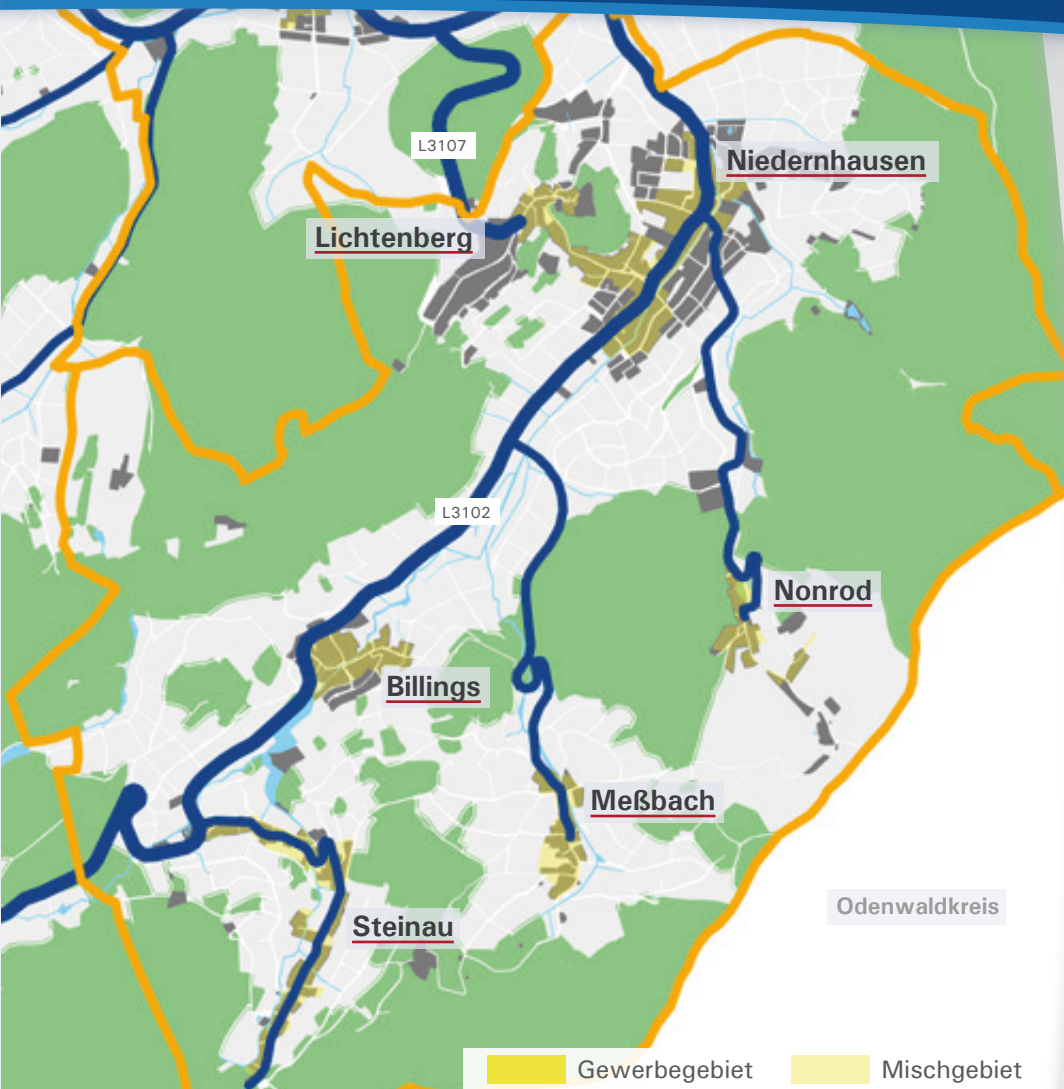 L3107
Niedernhausen
Lichtenberg
L3102
Nonrod
Billings
Meßbach
Odenwaldkreis
Steinau
Gewerbegebiet
Mischgebiet